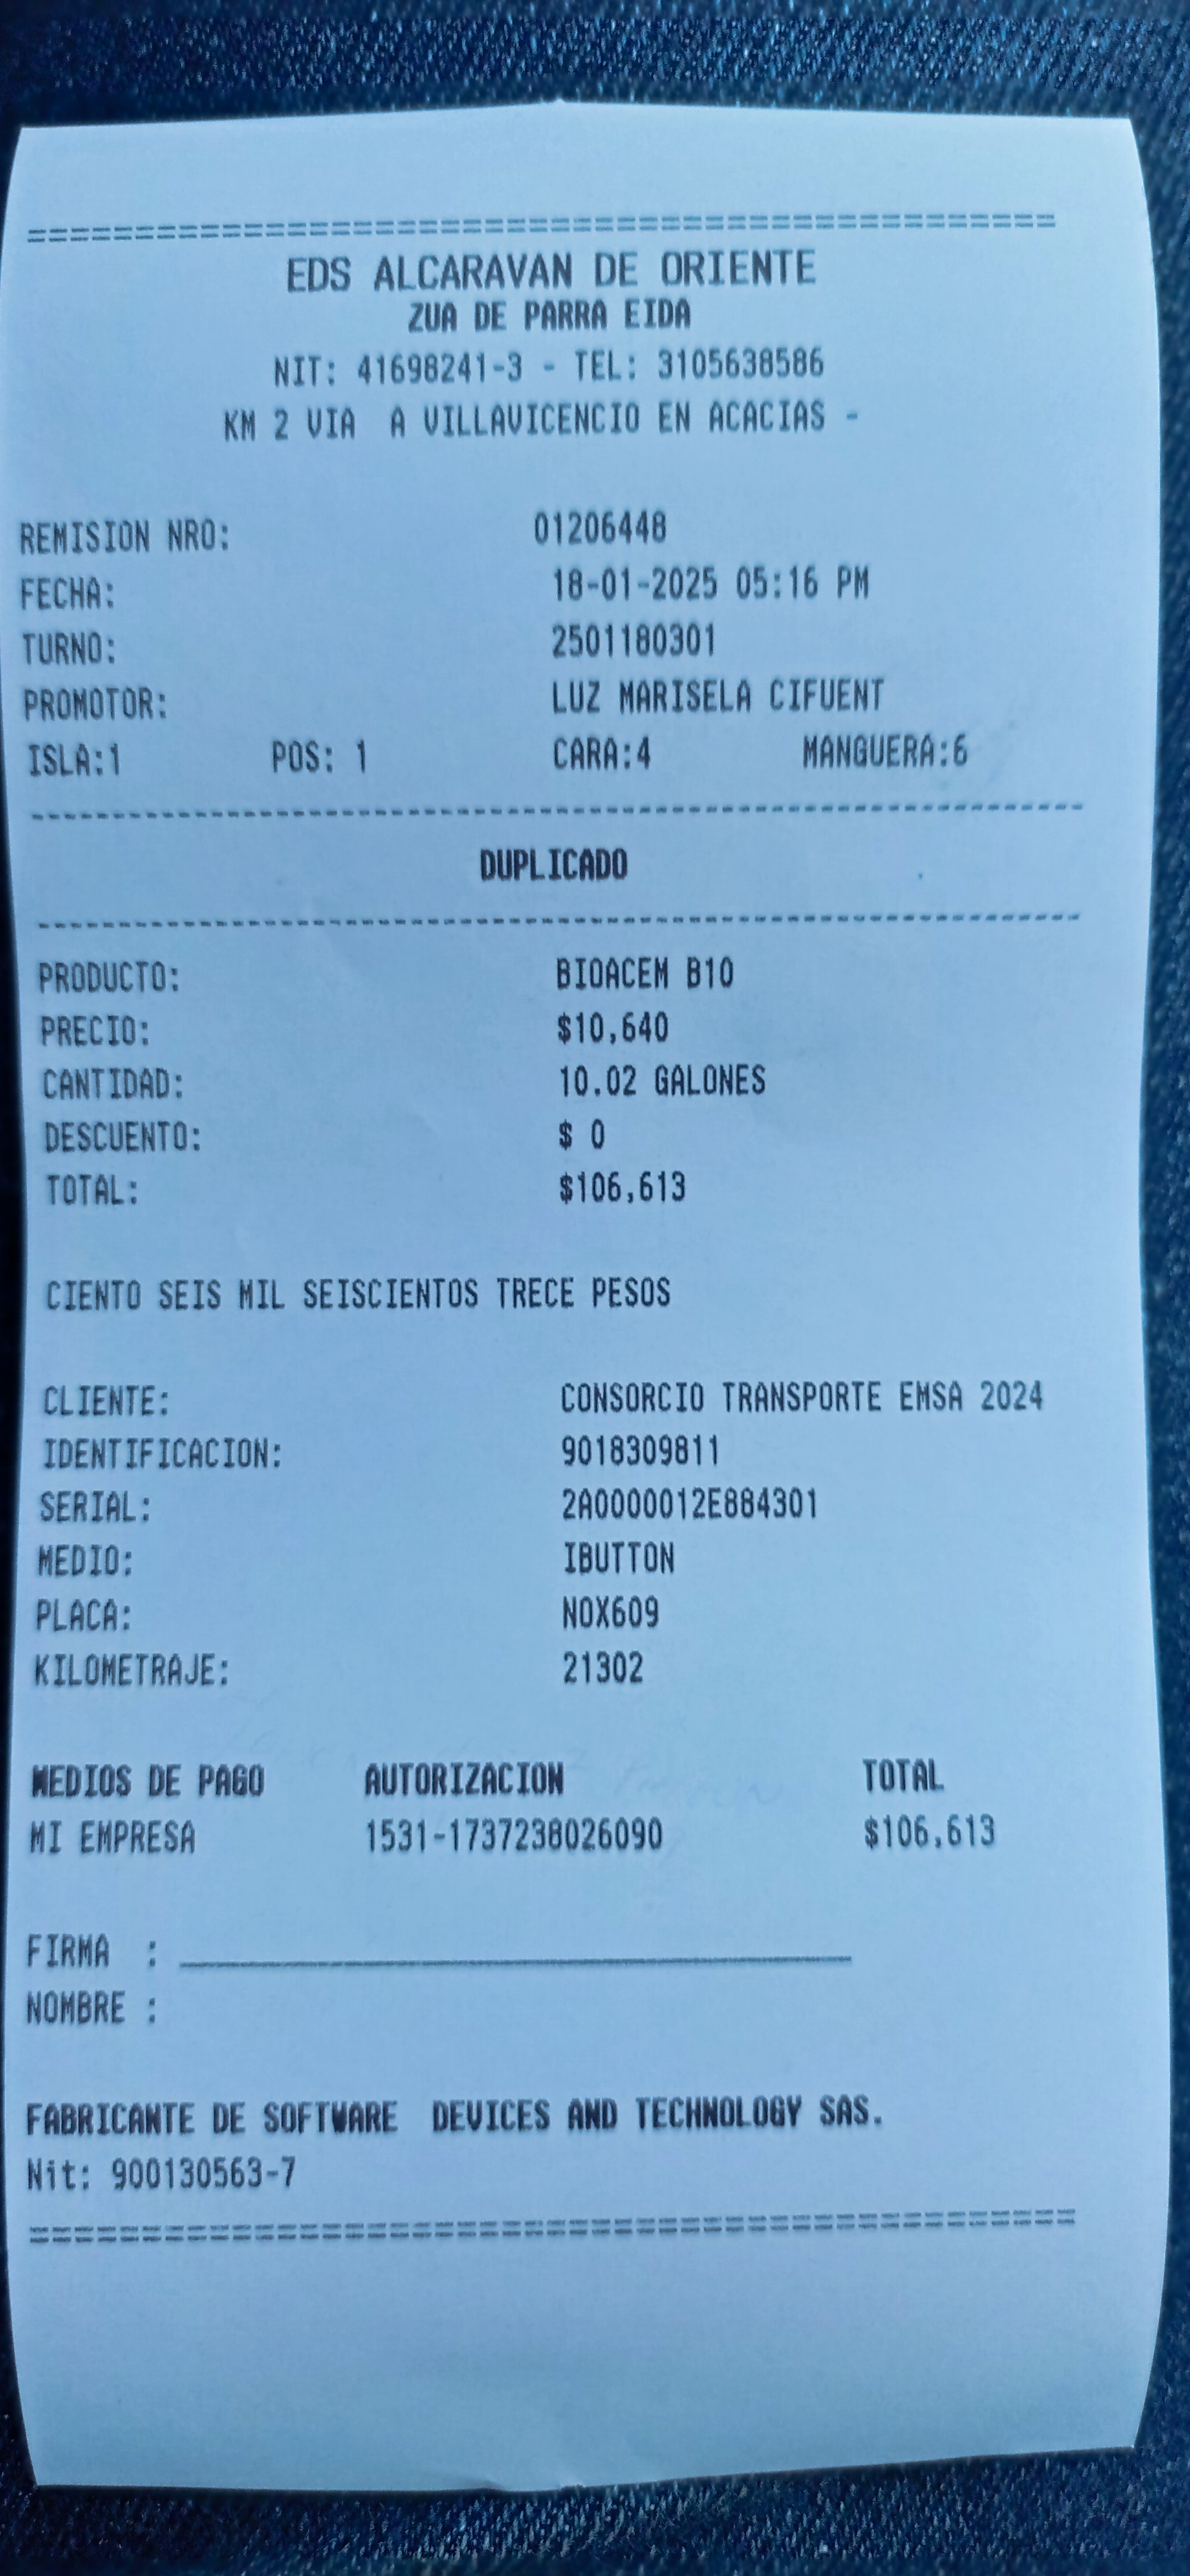 ================================================
EDS ALCARAVAN DE ORIENTE
ZUA DE PARRA EIDA
NIT: 41698241-3 - TEL: 3105638586
KM 2 VIA  A VILLAVICENCIO EN ACACIAS -
REMISION NRO: 01206448
FECHA: 18-01-2025 05:16 PM
TURNO: 2501180301
PROMOTOR: LUZ MARISELA CIFUENT
ISLA:1 POS: 1 CARA:4 MANGUERA:6
------------------------------------------------
DUPLICADO
------------------------------------------------
PRODUCTO: BIOACEM B10
PRECIO: $10,640
CANTIDAD: 10.02 GALONES
DESCUENTO: $ 0
TOTAL: $106,613
CIENTO SEIS MIL SEISCIENTOS TRECE PESOS
CLIENTE: CONSORCIO TRANSPORTE EMSA 2024
IDENTIFICACION: 9018309811
SERIAL: 2A0000012E884301
MEDIO: IBUTTON
PLACA: NOX609
KILOMETRAJE: 21302
MEDIOS DE PAGO AUTORIZACION TOTAL
MI EMPRESA 1531-1737238026090 $106,613
FIRMA : ________________________________
NOMBRE :
FABRICANTE DE SOFTWARE  DEVICES AND TECHNOLOGY SAS.
Nit: 900130563-7
================================================